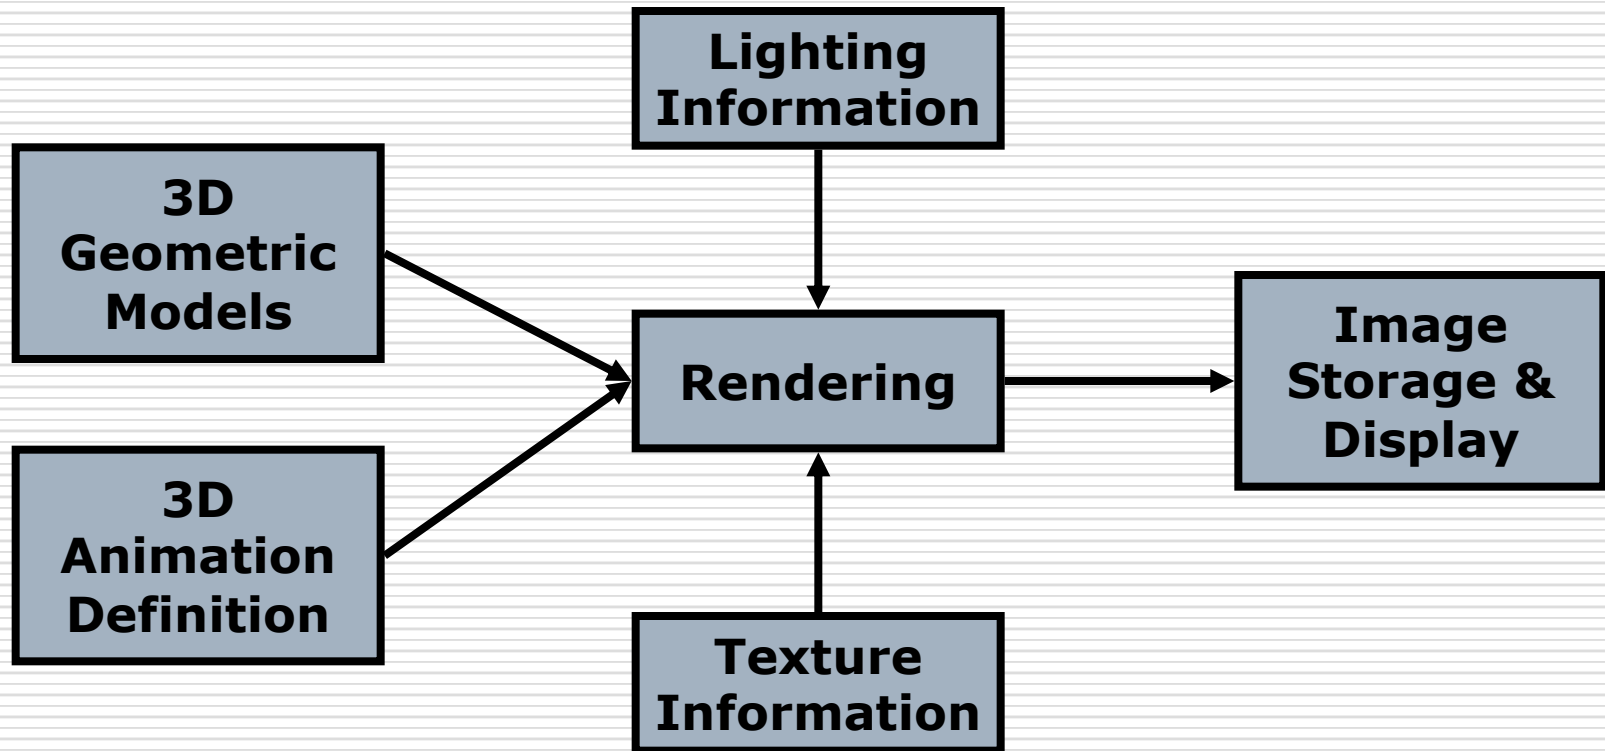 Lighting
Information
3D
Geometric
Models
Rendering
Image
Storage &
Display
3D
Animation
Definition
Texture
Information